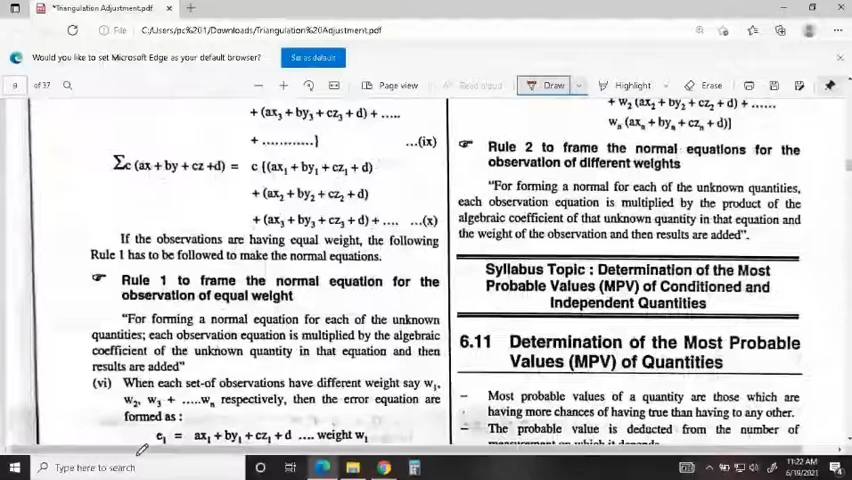 *Triangulation Adjustment.pdf
File
C:/Users/pc%201/Downloads/Triangulation%20Adjustment.pdf
Would you like to set Microsoft Edge as your default browser?
Set as default
9 of 37
Page view
Read aloud
Draw
Highlight
Erase
+ (ax₃ + by₃ + cz₃ + d) + .....
+ ............} ...(ix)
Σc (ax + by + cz +d) = c {(ax₁ + by₁ + cz₁ + d)
+ (ax₂ + by₂ + cz₂ + d)
+ (ax₃ + by₃ + cz₃ + d) + .... ...(x)
If the observations are having equal weight, the following
Rule 1 has to be followed to make the normal equations.
☞ Rule 1 to frame the normal equation for the
observation of equal weight
"For forming a normal equation for each of the unknown
quantities; each observation equation is multiplied by the algebraic
coefficient of the unknown quantity in that equation and then
results are added"
(vi) When each set-of observations have different weight say w₁,
w₂, w₃ + .....wₙ respectively, then the error equation are
formed as :
e₁ = ax₁ + by₁ + cz₁ + d .... weight w₁
+ w₂ (ax₂ + by₂ + cz₂ + d) + ......
wₙ (axₙ + byₙ + czₙ + d)]
☞ Rule 2 to frame the normal equations for the
observation of different weights
"For forming a normal for each of the unknown quantities,
each observation equation is multiplied by the product of the
algebraic coefficient of that unknown quantity in that equation and
the weight of the observation and then results are added".
Syllabus Topic : Determination of the Most
Probable Values (MPV) of Conditioned and
Independent Quantities
6.11 Determination of the Most Probable
Values (MPV) of Quantities
– Most probable values of a quantity are those which are
having more chances of having true than having to any other.
– The probable value is deducted from the number of
measurement on which it depends.
Type here to search
11:22 AM
6/19/2021